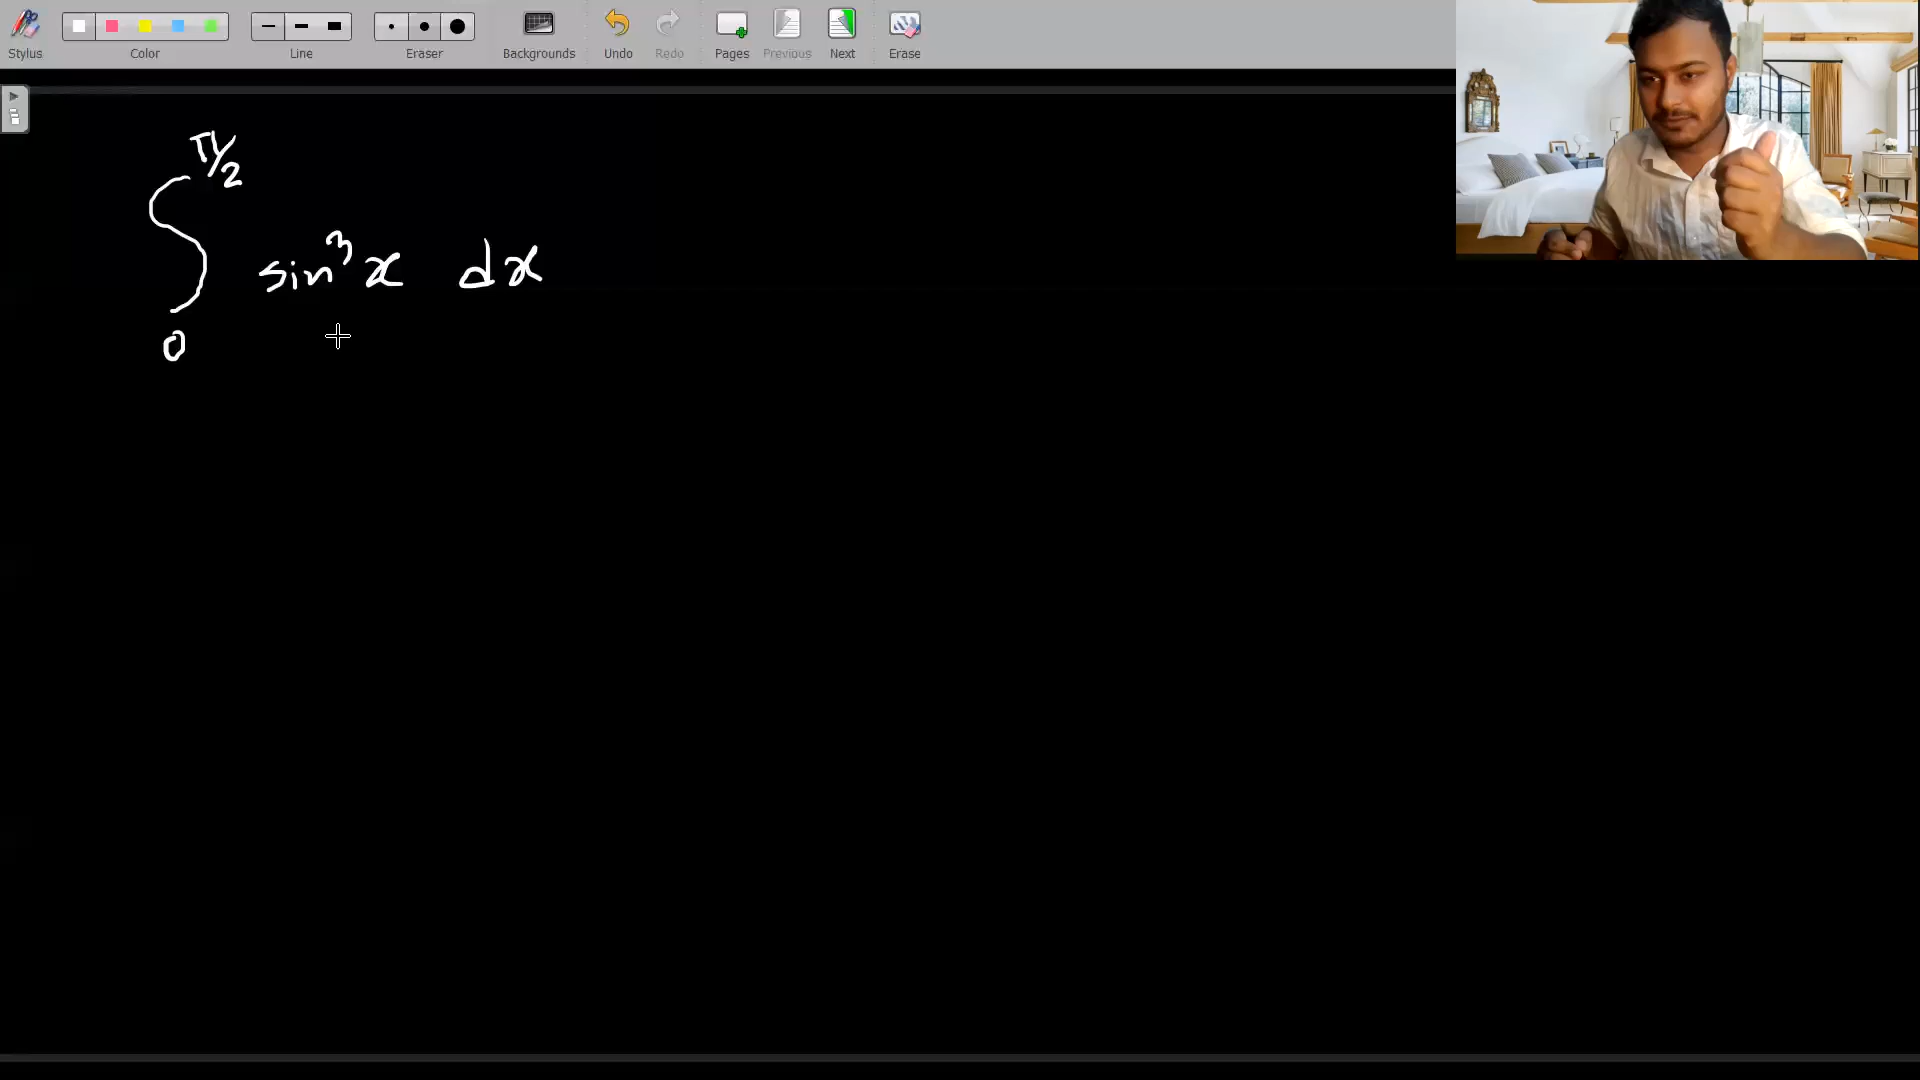 Stylus Color Line Eraser Backgrounds Undo Redo Pages Previous Next Erase
π/2
∫ sin³x dx
0